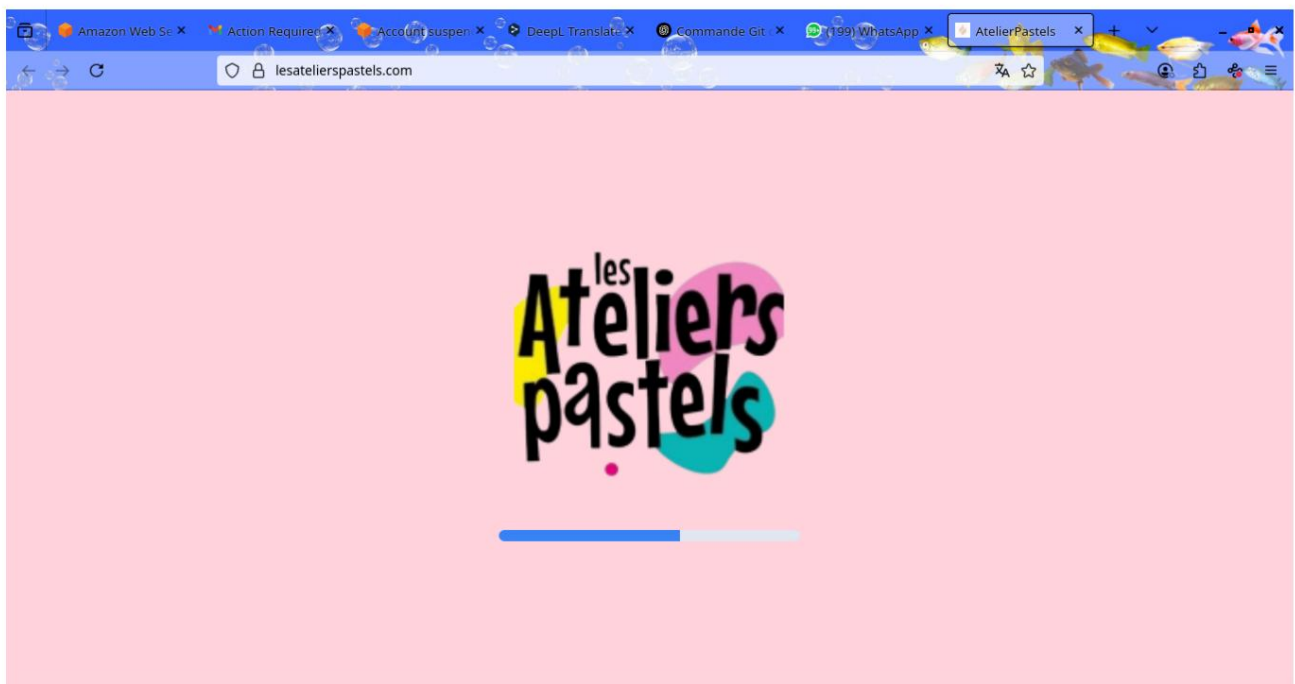 Amazon Web Se
Action Required
Account suspen
DeepL Translate
Commande Git
(199) WhatsApp
AtelierPastels
lesatelierspastels.com
les
Ateliers
pastels